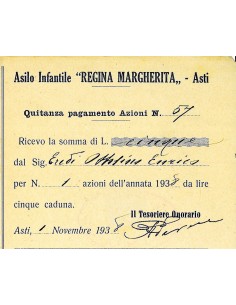 Asilo Infantile "REGINA MARGHERITA„ - Asti
Quitanza pagamento Azioni N. 57
Ricevo la somma di L. cinque
dal Sig. Eredi Ottolino Enrico
per N. 1 azioni dell'annata 1938 da lire
cinque caduna.
Il Tesoriere Onorario
Asti, 1 Novembre 1938